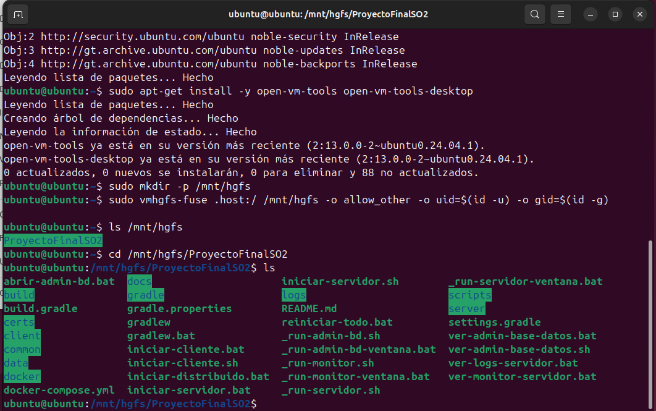 ubuntu@ubuntu: /mnt/hgfs/ProyectoFinalSO2
Obj:2 http://security.ubuntu.com/ubuntu noble-security InRelease
Obj:3 http://gt.archive.ubuntu.com/ubuntu noble-updates InRelease
Obj:4 http://gt.archive.ubuntu.com/ubuntu noble-backports InRelease
Leyendo lista de paquetes... Hecho
ubuntu@ubuntu:~$ sudo apt-get install -y open-vm-tools open-vm-tools-desktop
Leyendo lista de paquetes... Hecho
Creando árbol de dependencias... Hecho
Leyendo la información de estado... Hecho
open-vm-tools ya está en su versión más reciente (2:13.0.0-2~ubuntu0.24.04.1).
open-vm-tools-desktop ya está en su versión más reciente (2:13.0.0-2~ubuntu0.24.04.1).
0 actualizados, 0 nuevos se instalarán, 0 para eliminar y 88 no actualizados.
ubuntu@ubuntu:~$ sudo mkdir -p /mnt/hgfs
ubuntu@ubuntu:~$ sudo vmhgfs-fuse .host:/ /mnt/hgfs -o allow_other -o uid=$(id -u) -o gid=$(id -g)
ubuntu@ubuntu:~$ ls /mnt/hgfs
ProyectoFinalSO2
ubuntu@ubuntu:~$ cd /mnt/hgfs/ProyectoFinalSO2
ubuntu@ubuntu:/mnt/hgfs/ProyectoFinalSO2$ ls
abrir-admin-bd.bat docs iniciar-servidor.sh _run-servidor-ventana.bat
build gradle logs scripts
build.gradle gradle.properties README.md server
certs gradlew reiniciar-todo.bat settings.gradle
client gradlew.bat _run-admin-bd.sh ver-admin-base-datos.bat
common iniciar-cliente.bat _run-admin-bd-ventana.bat ver-admin-base-datos.sh
data iniciar-cliente.sh _run-monitor.sh ver-logs-servidor.bat
docker iniciar-distribuido.bat _run-monitor-ventana.bat ver-monitor-servidor.bat
docker-compose.yml iniciar-servidor.bat _run-servidor.sh
ubuntu@ubuntu:/mnt/hgfs/ProyectoFinalSO2$